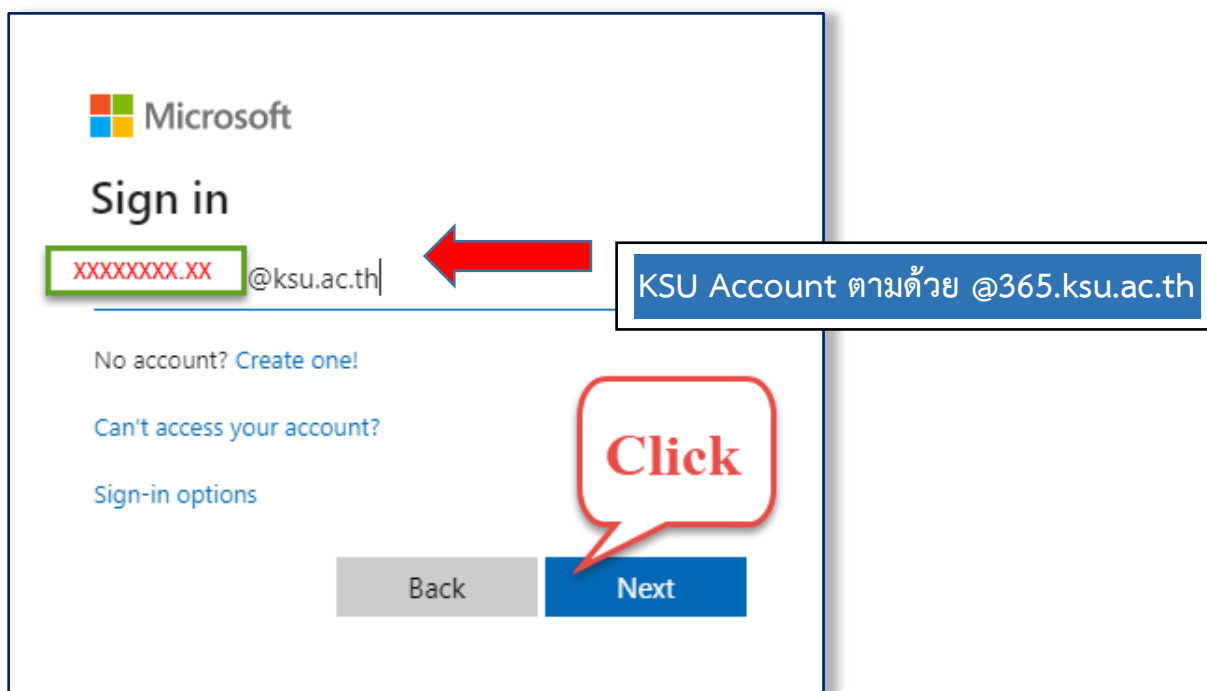 Microsoft
Sign in
XXXXXXXX.XX @ksu.ac.th
KSU Account ตามด้วย @365.ksu.ac.th
No account? Create one!
Can't access your account?
Click
Sign-in options
Back
Next